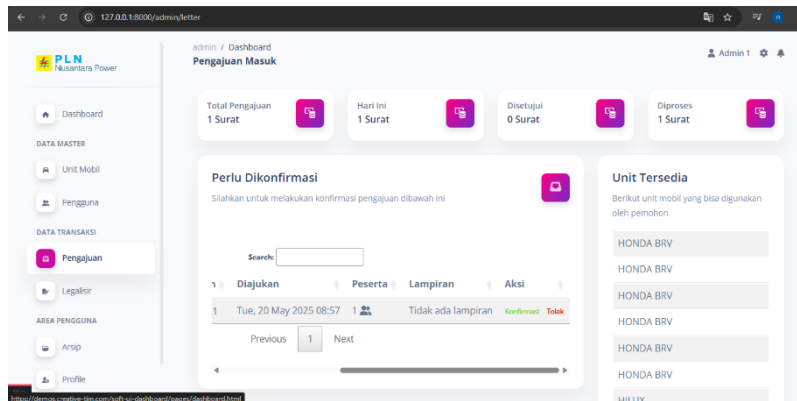 127.0.0.1:8000/admin/letter
PLN
Nusantara Power
Dashboard
DATA MASTER
Unit Mobil
Pengguna
DATA TRANSAKSI
Pengajuan
Legalisir
AREA PENGGUNA
Arsip
Profile
https://demos.creative-tim.com/soft-ui-dashboard/pages/dashboard.html
admin / Dashboard
Pengajuan Masuk
Admin 1
Total Pengajuan
1 Surat
Hari Ini
1 Surat
Disetujui
0 Surat
Diproses
1 Surat
Perlu Dikonfirmasi
Silahkan untuk melakukan konfirmasi pengajuan dibawah ini
Search:
Diajukan Peserta Lampiran Aksi
1 Tue, 20 May 2025 08:57 1 Tidak ada lampiran Konfirmasi Tolak
Previous 1 Next
Unit Tersedia
Berikut unit mobil yang bisa digunakan
oleh pemohon
HONDA BRV
HONDA BRV
HONDA BRV
HONDA BRV
HONDA BRV
HONDA BRV
HILUX